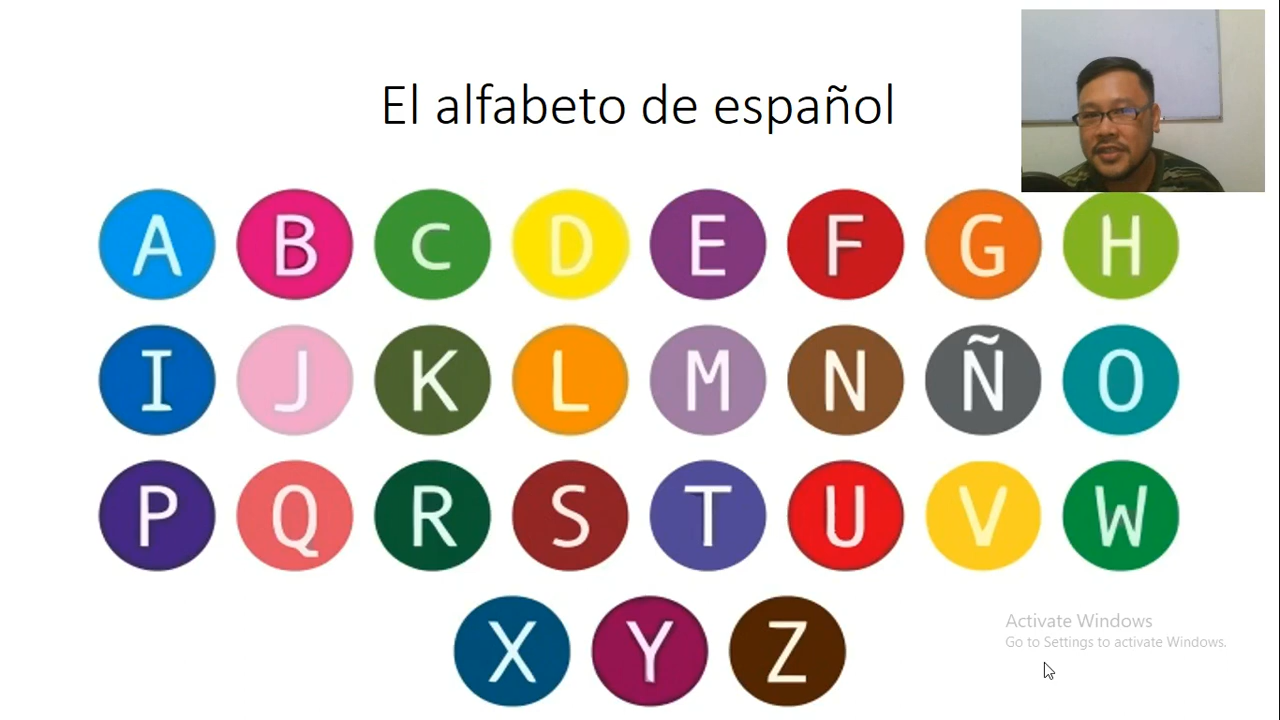 El alfabeto de español
A B c D E F G H
I J K L M N Ñ O
P Q R S T U V W
X Y Z
Activate Windows
Go to Settings to activate Windows.